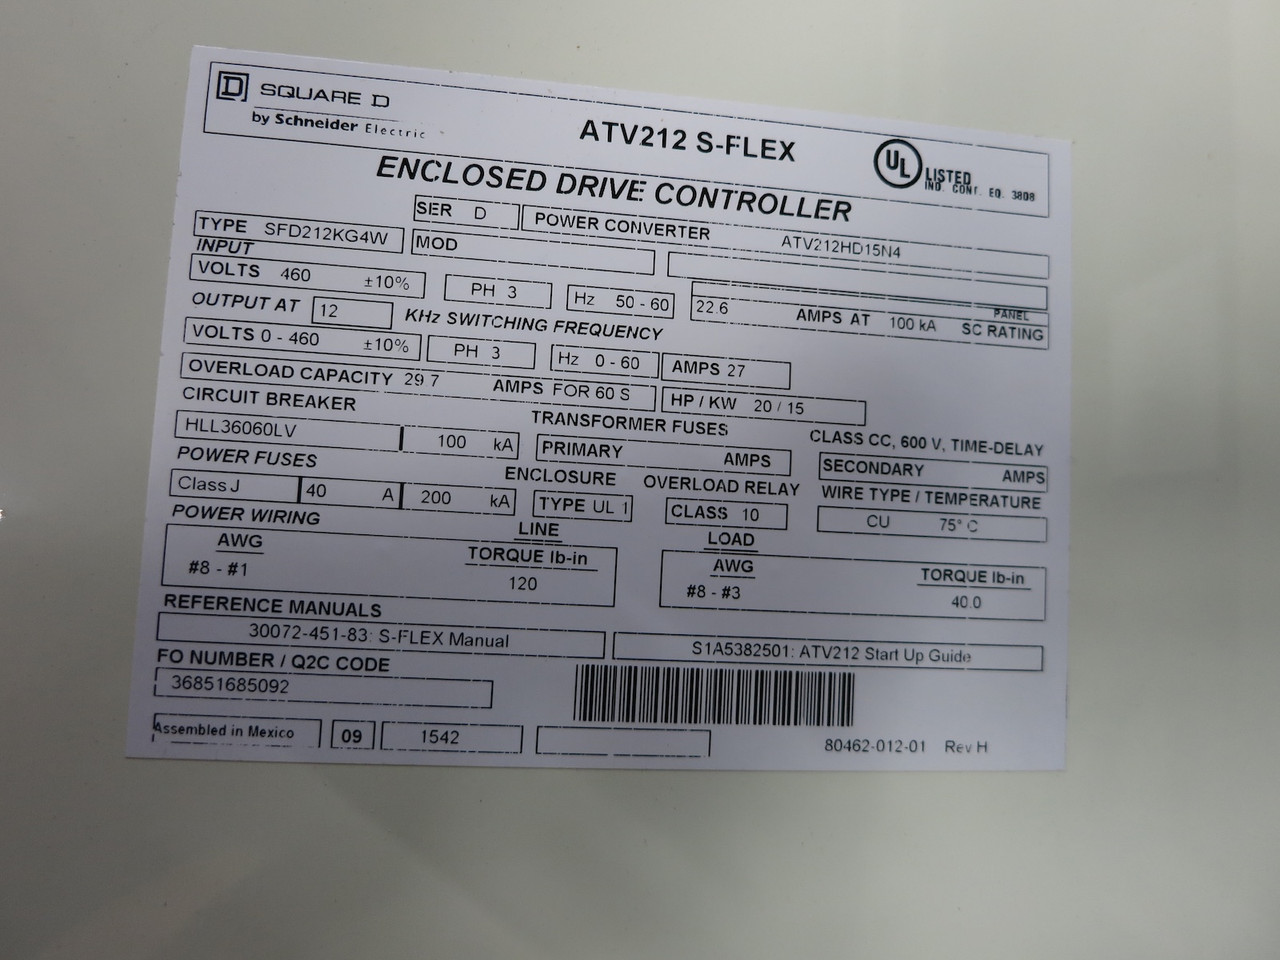 SQUARE D
by Schneider Electric
ATV212 S-FLEX
UL LISTED
IND. CONT. EQ. 3808
ENCLOSED DRIVE CONTROLLER
TYPE SFD212KG4W SER D POWER CONVERTER ATV212HD15N4
MOD
INPUT
VOLTS 460 ±10% PH 3 Hz 50 - 60 22.6 AMPS AT 100 kA PANEL SC RATING
OUTPUT AT 12 KHz SWITCHING FREQUENCY
VOLTS 0 - 460 ±10% PH 3 Hz 0 - 60 AMPS 27
OVERLOAD CAPACITY 29 7 AMPS FOR 60 S HP / KW 20 / 15
CIRCUIT BREAKER TRANSFORMER FUSES CLASS CC, 600 V, TIME-DELAY
HLL36060LV 100 kA PRIMARY AMPS SECONDARY AMPS
POWER FUSES ENCLOSURE OVERLOAD RELAY WIRE TYPE / TEMPERATURE
Class J 40 A 200 kA TYPE UL 1 CLASS 10 CU 75° C
POWER WIRING LINE LOAD
AWG TORQUE lb-in AWG TORQUE lb-in
#8 - #1 120 #8 - #3 40.0
REFERENCE MANUALS
30072-451-83: S-FLEX Manual S1A5382501: ATV212 Start Up Guide
FO NUMBER / Q2C CODE
36851685092
Assembled in Mexico 09 1542
80462-012-01 Rev H